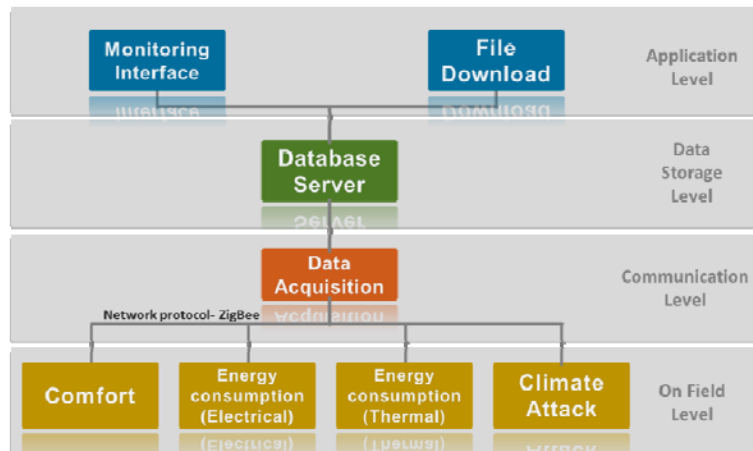 Monitoring
Interface
File
Download
Application
Level
Database
Server
Data
Storage
Level
Data
Acquisition
Communication
Level
Network protocol- ZigBee
Comfort
Energy
consumption
(Electrical)
Energy
consumption
(Thermal)
Climate
Attack
On Field
Level